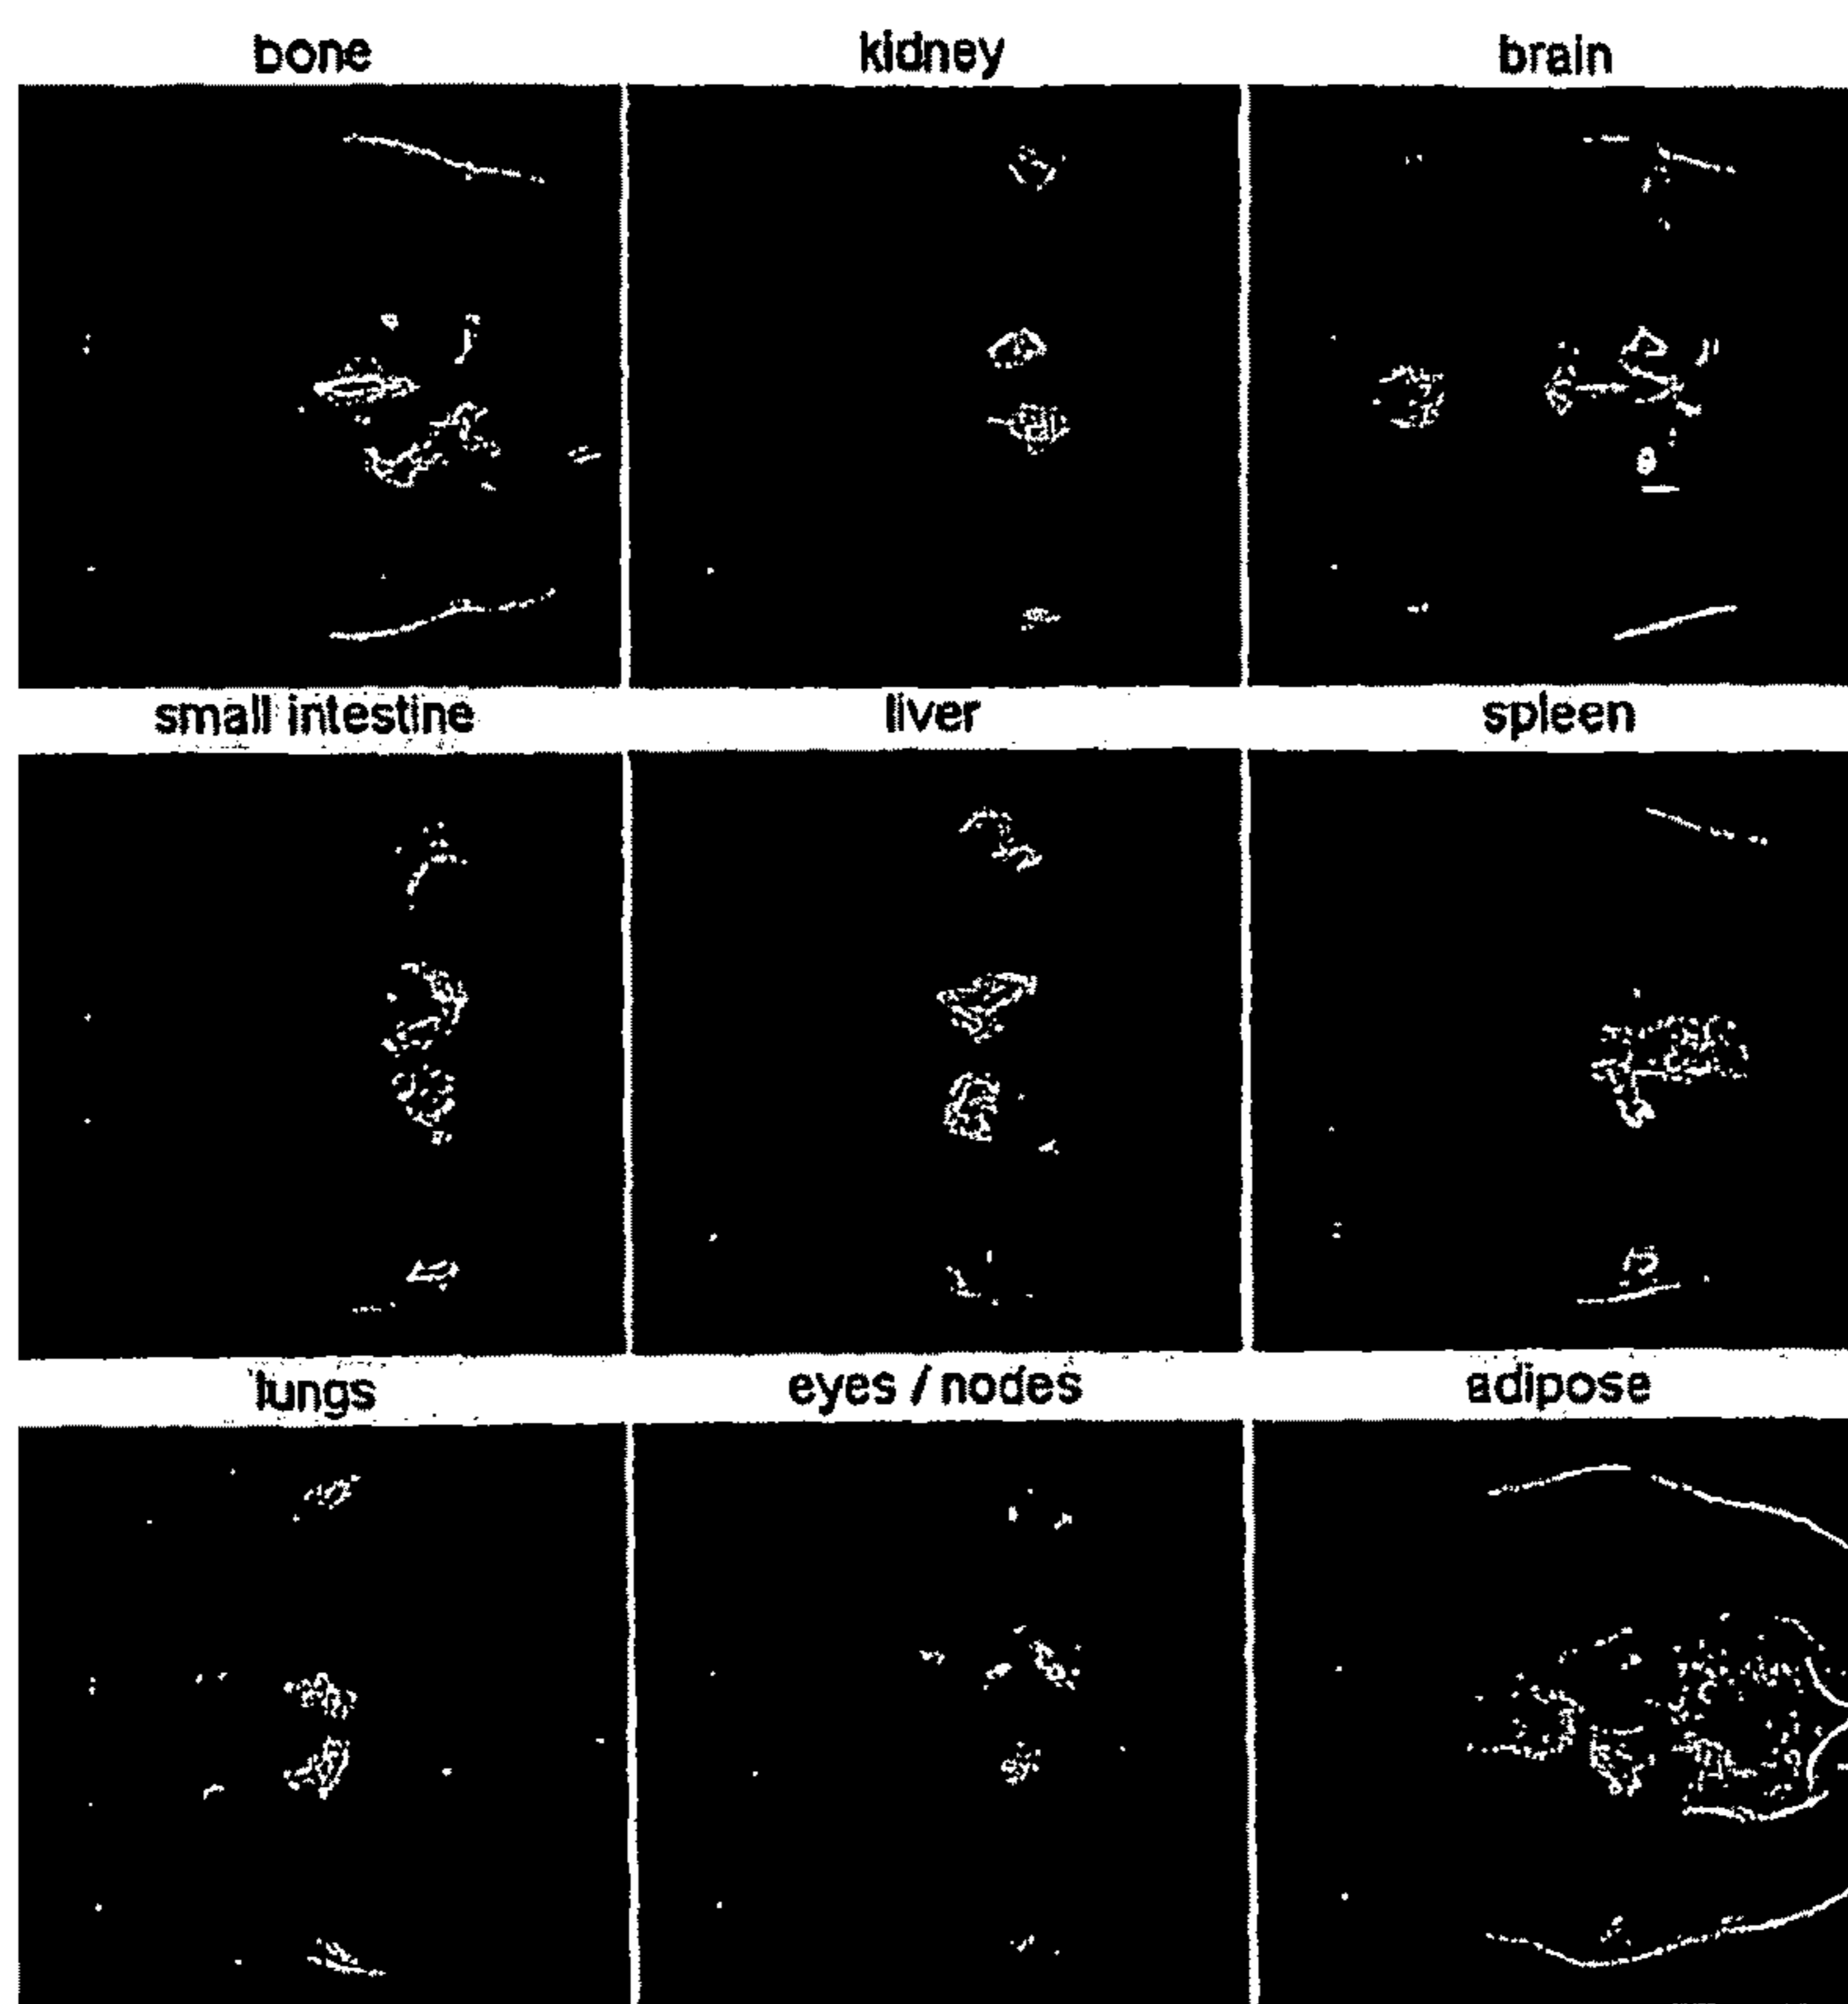 bone kidney brain
small intestine liver spleen
lungs eyes / nodes adipose